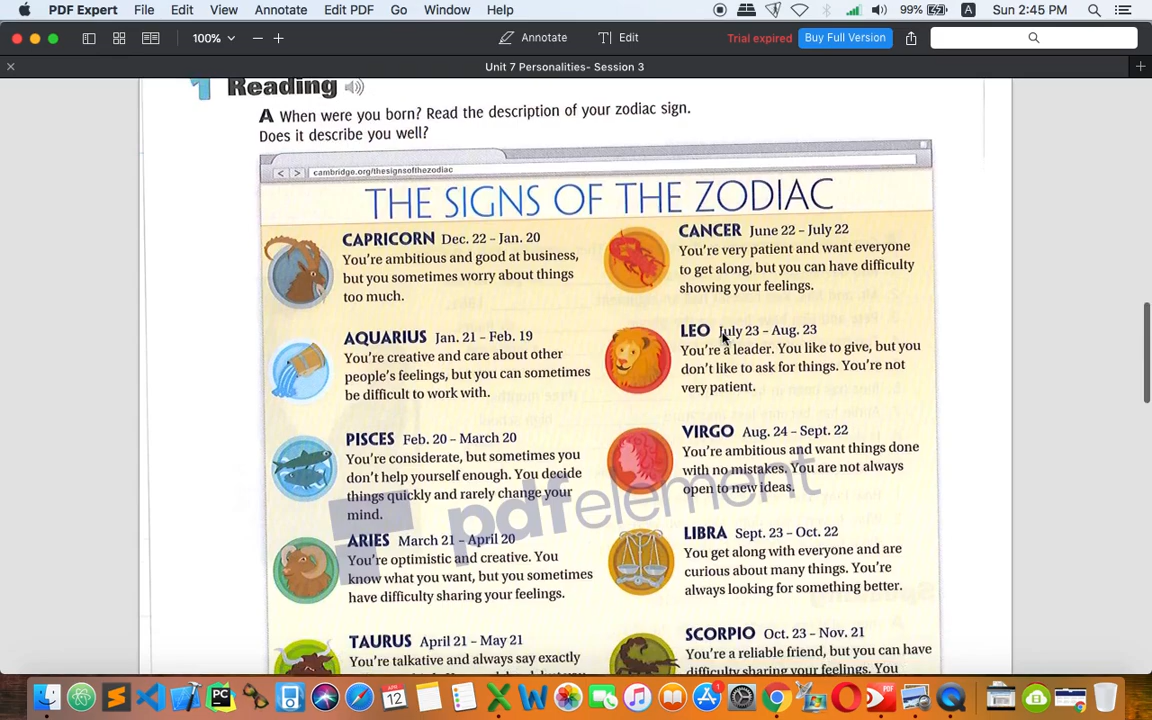 PDF Expert File Edit View Annotate Edit PDF Go Window Help 99% A Sun 2:45 PM
100% Annotate T Edit Trial expired Buy Full Version
Unit 7 Personalities- Session 3
1 Reading
A When were you born? Read the description of your zodiac sign.
Does it describe you well?
cambridge.org/thesignsofthezodiac
THE SIGNS OF THE ZODIAC
CAPRICORN Dec. 22 – Jan. 20
You're ambitious and good at business,
but you sometimes worry about things
too much.
AQUARIUS Jan. 21 – Feb. 19
You're creative and care about other
people's feelings, but you can sometimes
be difficult to work with.
PISCES Feb. 20 – March 20
You're considerate, but sometimes you
don't help yourself enough. You decide
things quickly and rarely change your
mind.
ARIES March 21 – April 20
You're optimistic and creative. You
know what you want, but you sometimes
have difficulty sharing your feelings.
TAURUS April 21 – May 21
You're talkative and always say exactly
CANCER June 22 – July 22
You're very patient and want everyone
to get along, but you can have difficulty
showing your feelings.
LEO July 23 – Aug. 23
You're a leader. You like to give, but you
don't like to ask for things. You're not
very patient.
VIRGO Aug. 24 – Sept. 22
You're ambitious and want things done
with no mistakes. You are not always
open to new ideas.
LIBRA Sept. 23 – Oct. 22
You get along with everyone and are
curious about many things. You're
always looking for something better.
SCORPIO Oct. 23 – Nov. 21
You're a reliable friend, but you can have
difficulty sharing your feelings. You
pdfelement
APR
12